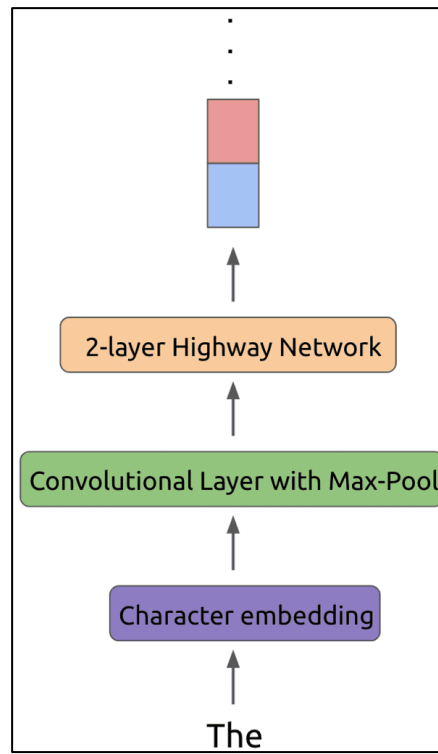 2-layer Highway Network
Convolutional Layer with Max-Pool
Character embedding
The